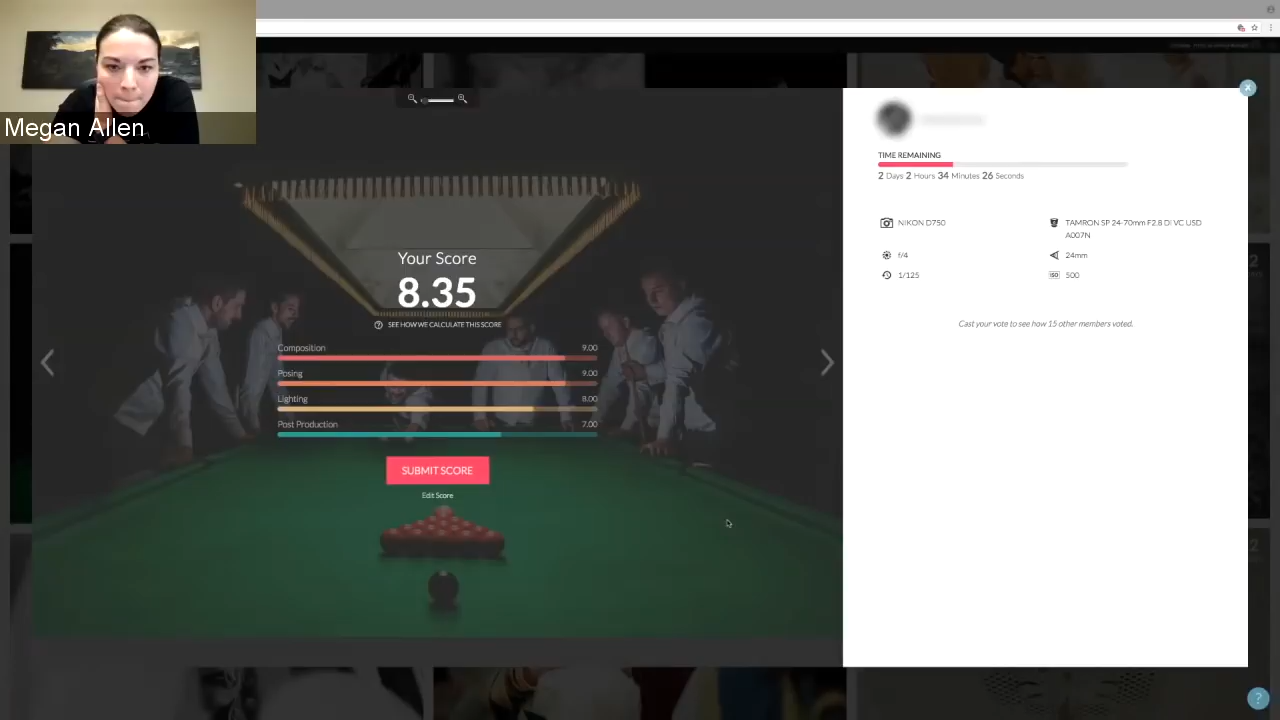 Megan Allen
TIME REMAINING
2 Days 2 Hours 34 Minutes 26 Seconds
NIKON D750
TAMRON SP 24-70mm F2.8 DI VC USD
A007N
f/4
24mm
1/125
ISO
500
Cast your vote to see how 15 other members voted.
Your Score
8.35
? SEE HOW WE CALCULATE THIS SCORE
Composition 9.00
Posing 9.00
Lighting 8.00
Post Production 7.00
SUBMIT SCORE
Edit Score
?